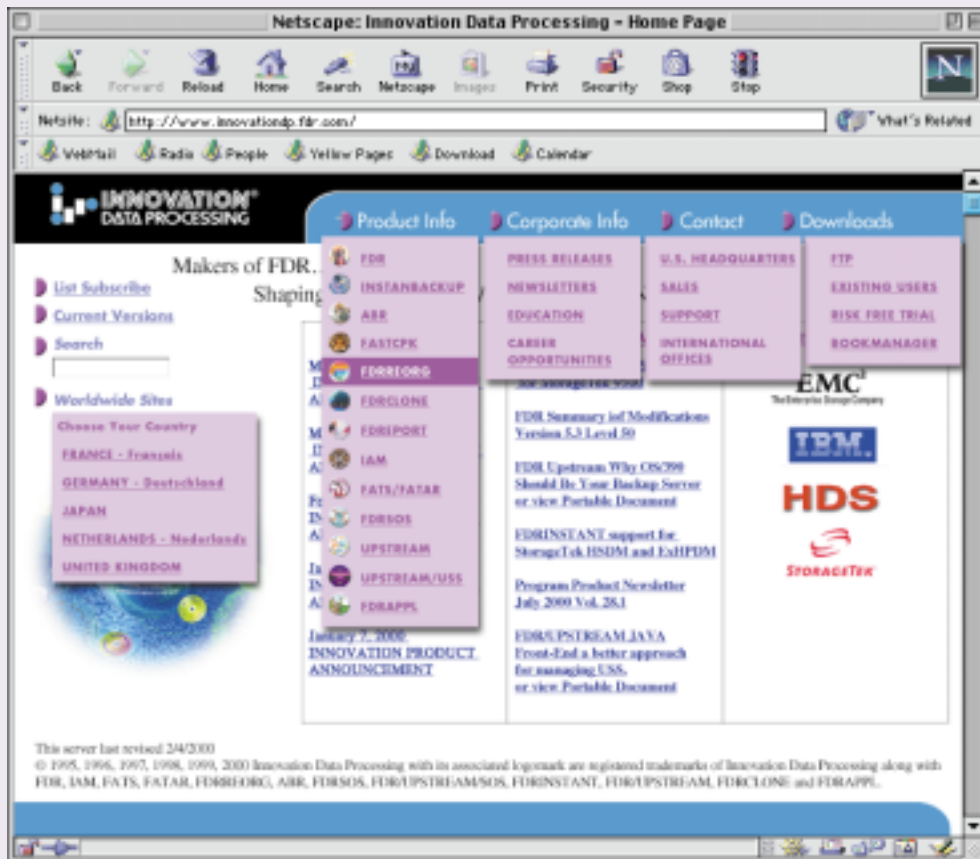 Netscape: Innovation Data Processing - Home Page
Back Forward Reload Home Search Netscape Images Print Security Shop Stop
N
Netsite: http://www.innovationdp.fdr.com/ What's Related
WebMail Radio People Yellow Pages Download Calendar
INNOVATION
DATA PROCESSING
Product Info Corporate Info Contact Downloads
Makers of FDR...
Shaping
List Subscribe
Current Versions
Search
Worldwide Sites
Choose Your Country
FRANCE - Français
GERMANY - Deutschland
JAPAN
NETHERLANDS - Nederlands
UNITED KINGDOM
FDR
INSTANBACKUP
ABR
FASTCPK
FDRREORG
FDRCLONE
FDREPORT
IAM
FATS/FATAR
FDRSOS
UPSTREAM
UPSTREAM/USS
FDRAPPL
January 7, 2000
INNOVATION PRODUCT
ANNOUNCEMENT
PRESS RELEASES
NEWSLETTERS
EDUCATION
CAREER
OPPORTUNITIES
FDR Summary iof Modifications
Version 5.3 Level 50
FDR Upstream Why OS/390
Should Be Your Backup Server
or view Portable Document
FDRINSTANT support for
StorageTek HSDM and ExHPDM
Program Product Newsletter
July 2000 Vol. 28.1
FDR/UPSTREAM JAVA
Front-End a better approach
for managing USS.
or view Portable Document
U.S. HEADQUARTERS
SALES
SUPPORT
INTERNATIONAL
OFFICES
FTP
EXISTING USERS
RISK FREE TRIAL
BOOKMANAGER
EMC
The Enterprise Storage Company
IBM.
HDS
STORAGETEK
This server last revised 2/4/2000
© 1995, 1996, 1997, 1998, 1999, 2000 Innovation Data Processing with its associated logomark are registered trademarks of Innovation Data Processing along with
FDR, IAM, FATS, FATAR, FDRREORG, ABR, FDRSOS, FDR/UPSTREAM/SOS, FDRINSTANT, FDR/UPSTREAM, FDRCLONE and FDRAPPL.